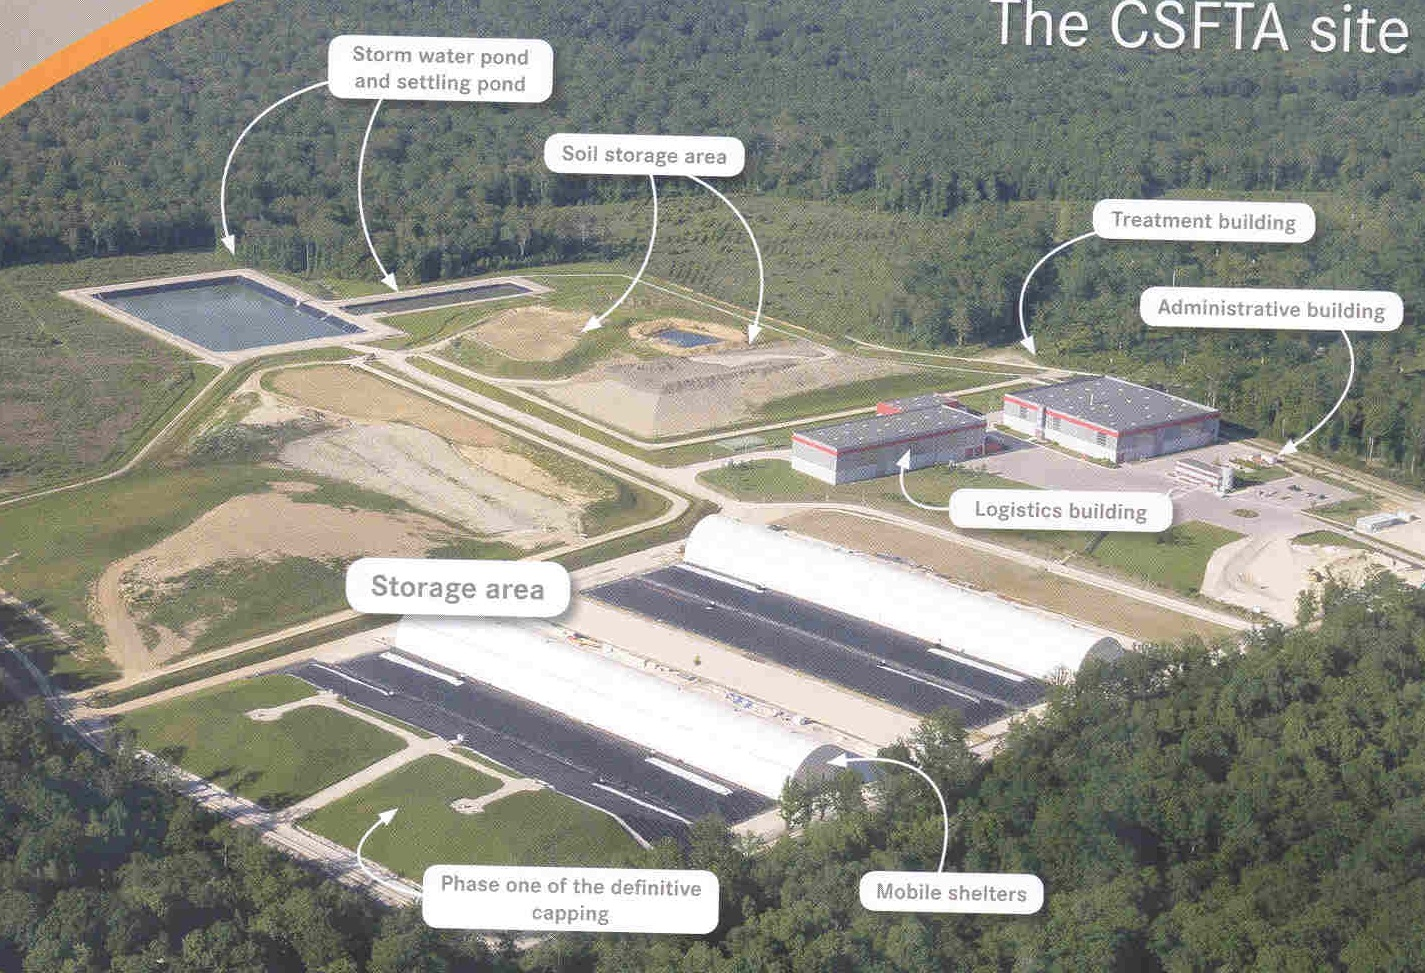 The CSFTA site
Storm water pond
and settling pond
Soil storage area
Treatment building
Administrative building
Logistics building
Storage area
Phase one of the definitive
capping
Mobile shelters